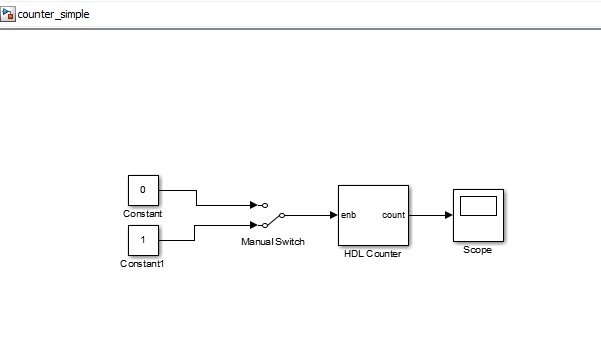 counter_simple
0
Constant
1
Constant1
Manual Switch
enb count
HDL Counter
Scope